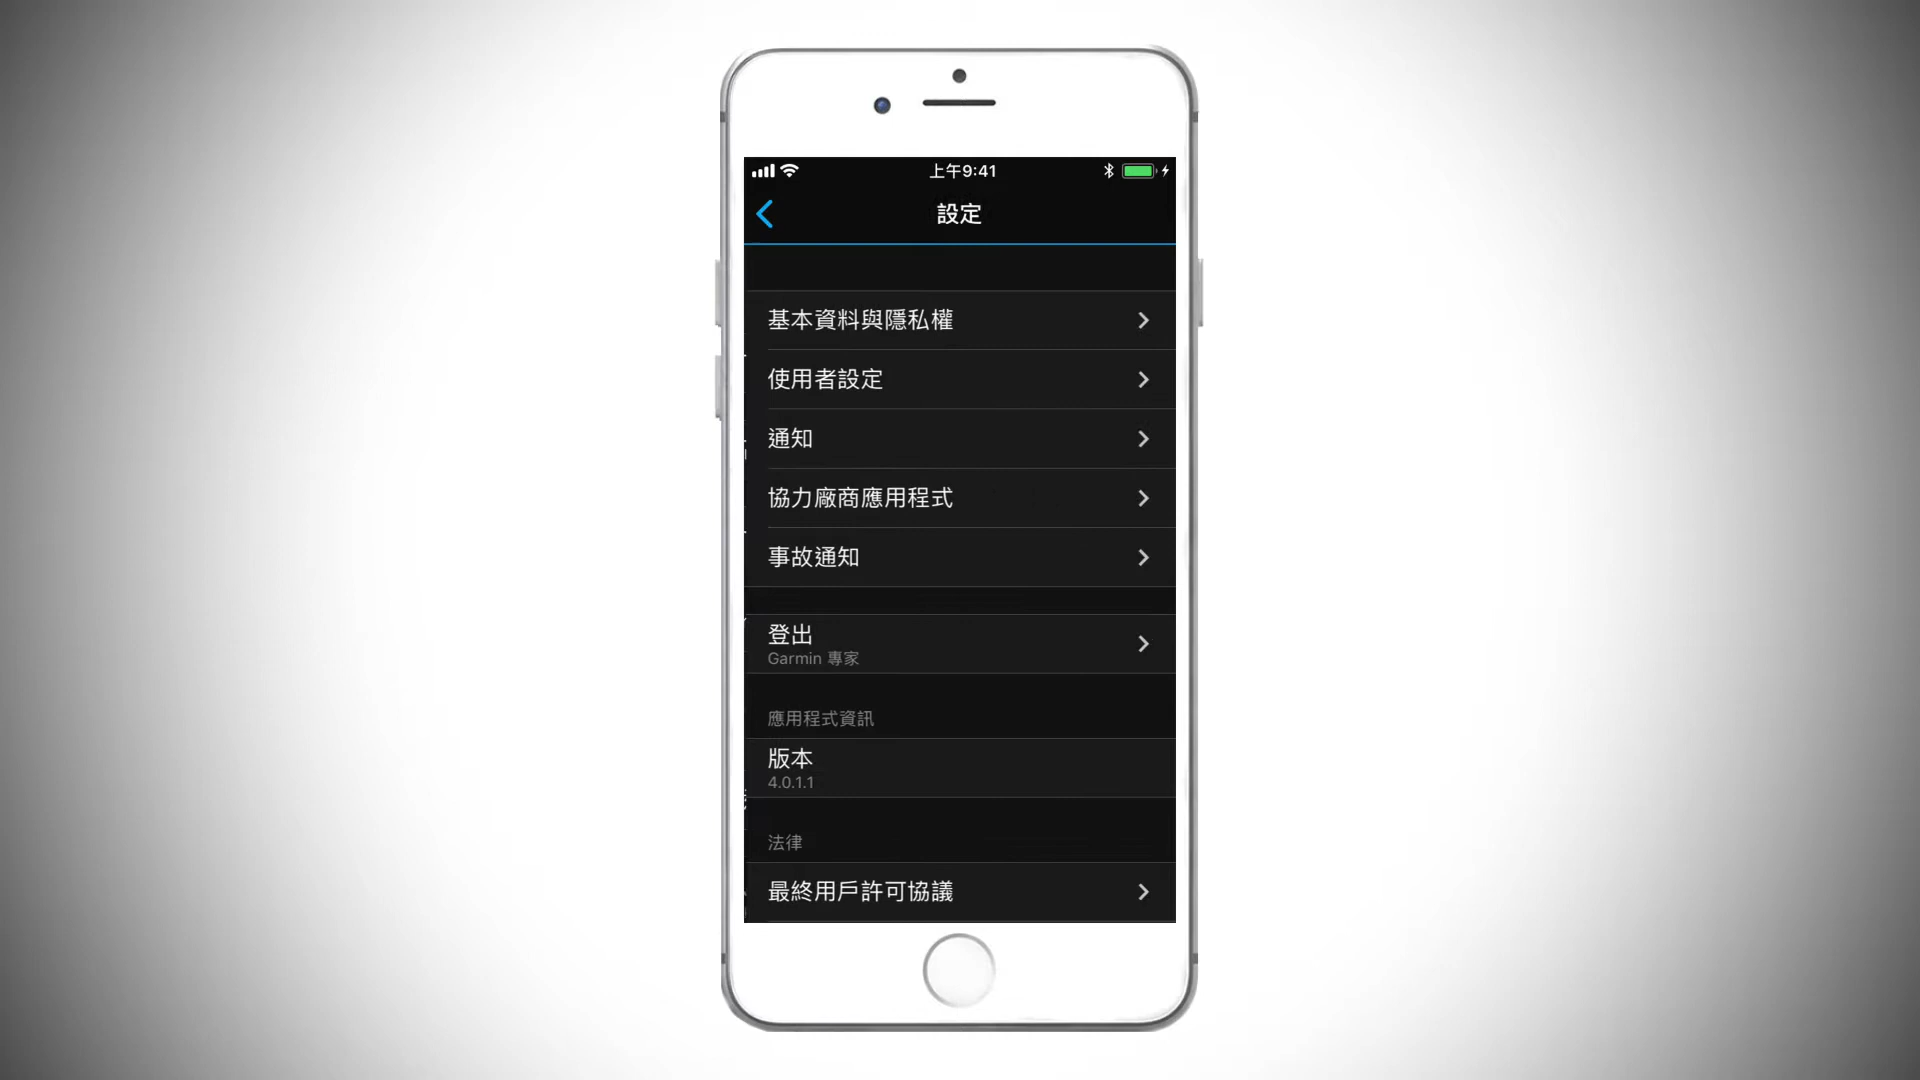 上午9:41
設定
基本資料與隱私權
使用者設定
通知
協力廠商應用程式
事故通知
登出
Garmin 專家
應用程式資訊
版本
4.0.1.1
法律
最終用戶許可協議